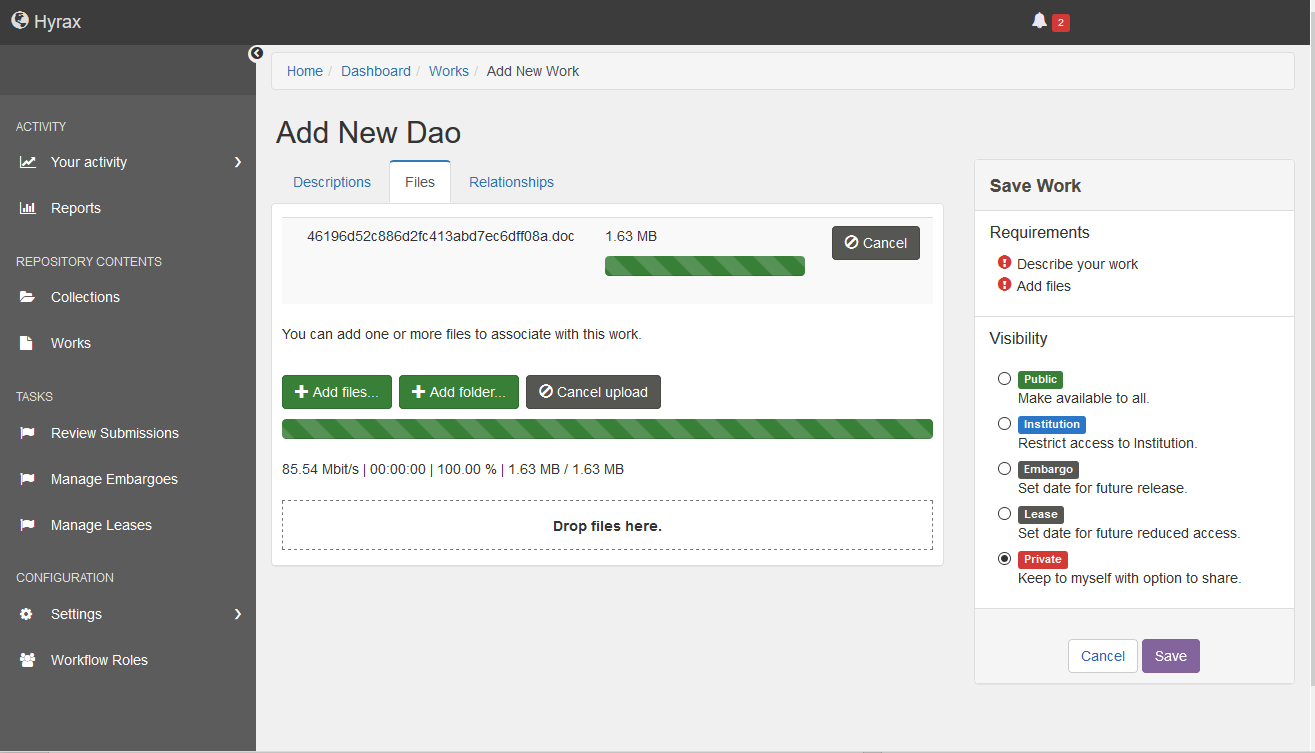 Hyrax
2
Home / Dashboard / Works / Add New Work
ACTIVITY
Your activity
Reports
REPOSITORY CONTENTS
Collections
Works
TASKS
Review Submissions
Manage Embargoes
Manage Leases
CONFIGURATION
Settings
Workflow Roles
Add New Dao
Descriptions Files Relationships
46196d52c886d2fc413abd7ec6dff08a.doc 1.63 MB Cancel
You can add one or more files to associate with this work.
Add files... Add folder... Cancel upload
85.54 Mbit/s | 00:00:00 | 100.00 % | 1.63 MB / 1.63 MB
Drop files here.
Save Work
Requirements
Describe your work
Add files
Visibility
Public
Make available to all.
Institution
Restrict access to Institution.
Embargo
Set date for future release.
Lease
Set date for future reduced access.
Private
Keep to myself with option to share.
Cancel Save